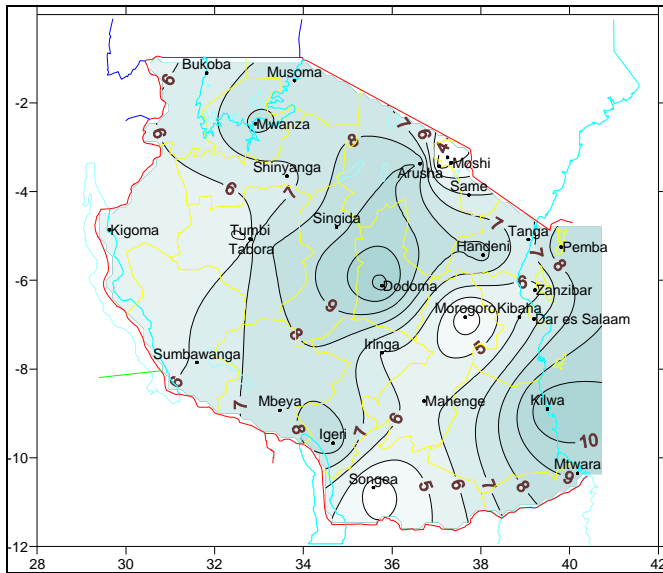 Bukoba
Musoma
6
-2
Mwanza
7
6
6
8
4
Moshi
Arusha
Shinyanga
-4
6
7
Same
Kigoma
Singida
7
Tumbi
Tabora
Tanga
Handeni
7
Pemba
8
-6
Dodoma
6
Zanzibar
9
Morogoro
Kibaha
Dar es Salaam
8
5
Iringa
Sumbawanga
-8
6
6
7
Mbeya
Mahenge
Kilwa
8
Igeri
7
10
-10
Songea
5
6
7
8
9
Mtwara
-12
28
30
32
34
36
38
40
42